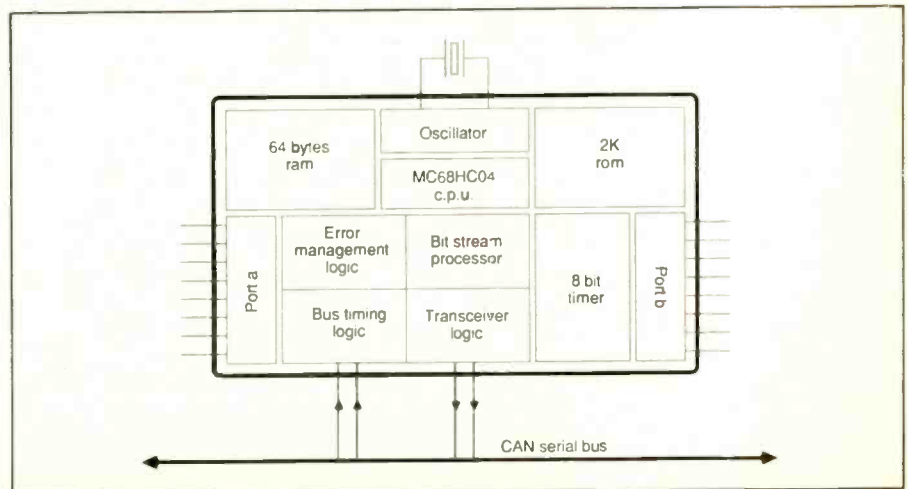 Oscillator
64 bytes
ram
2K
rom
MC68HC04
c.p.u.
Port a
Error
management
logic
Bit stream
processor
8 bit
timer
Port b
Bus timing
logic
Transceiver
logic
CAN serial bus